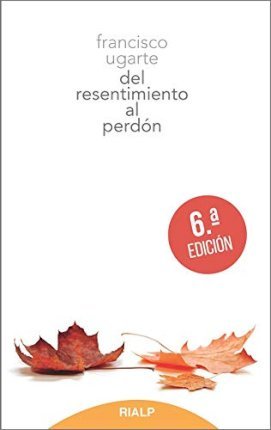 francisco
ugarte
del
resentimiento
al
perdón
6.ª
EDICIÓN
RIALP